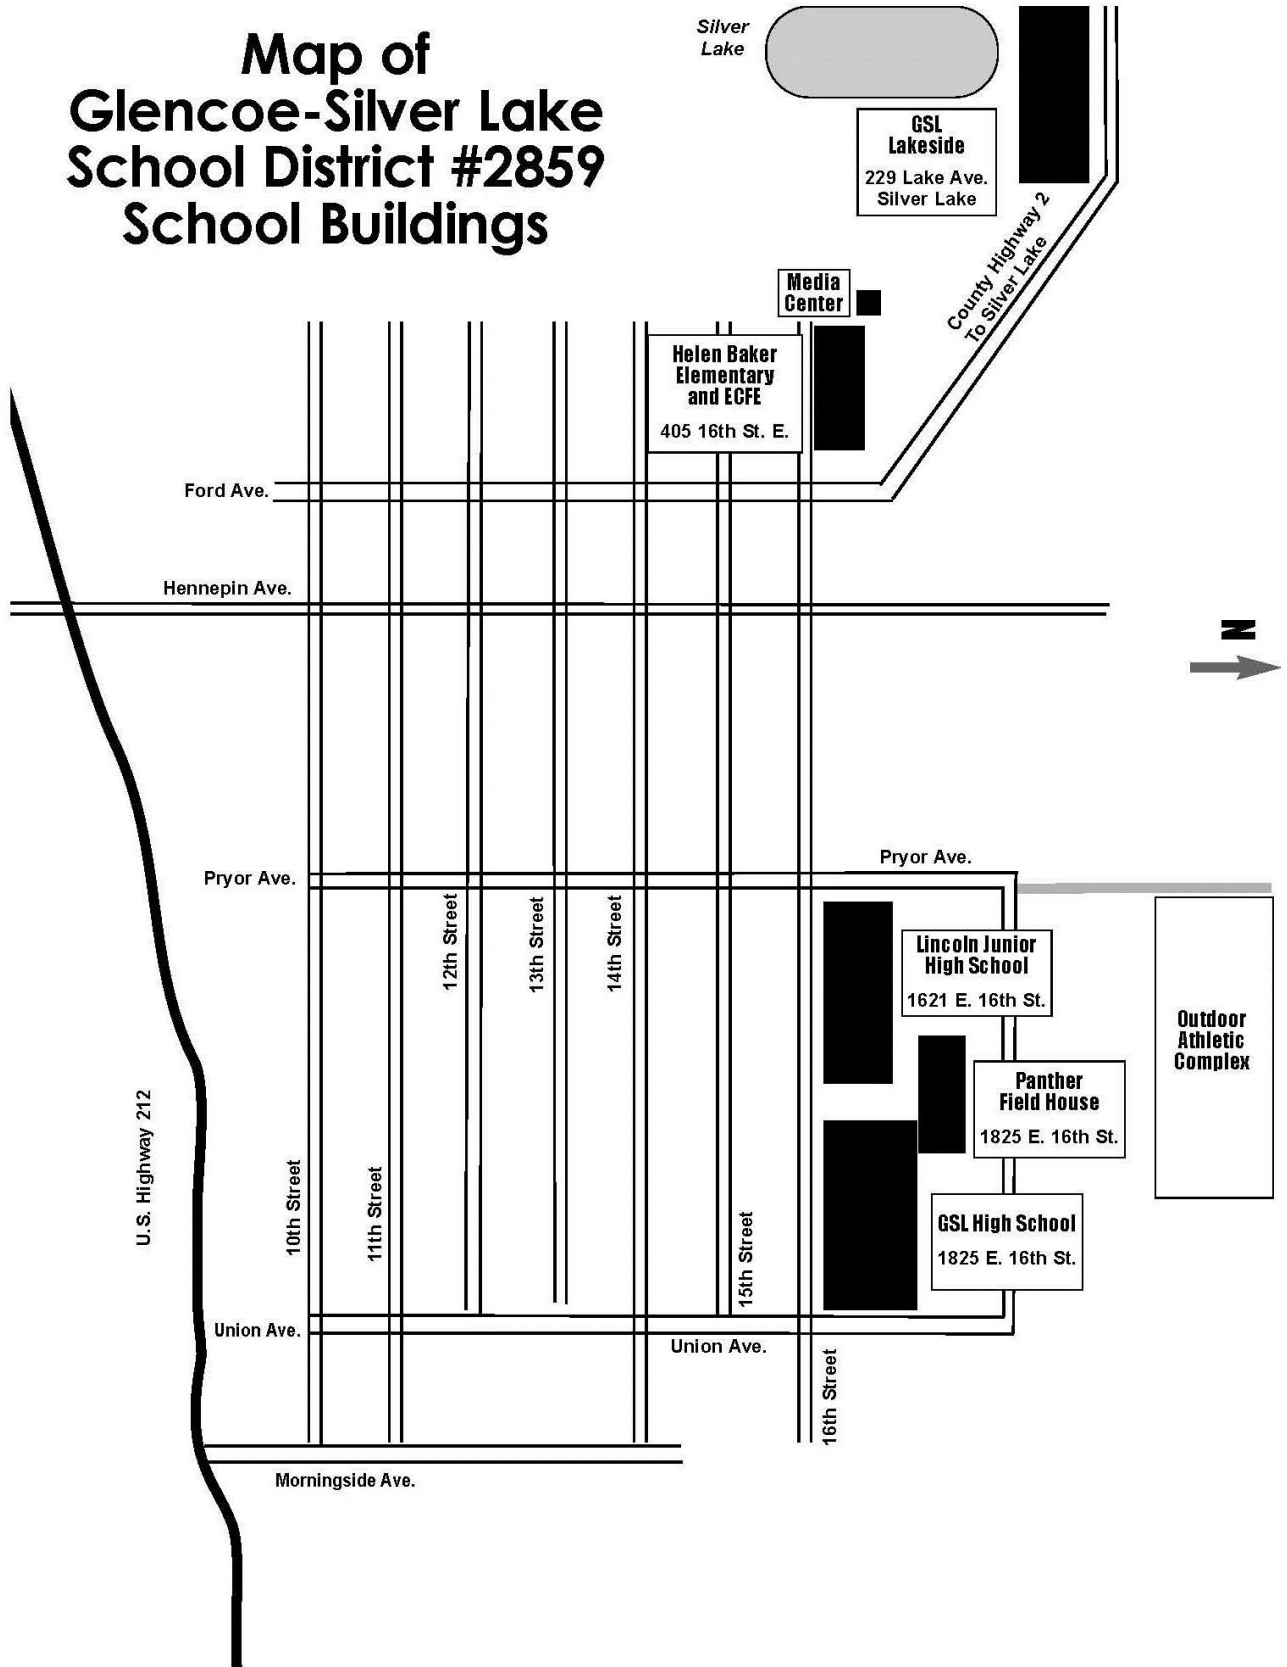 Map of
Glencoe-Silver Lake
School District #2859
School Buildings
Silver
Lake
GSL
Lakeside
229 Lake Ave.
Silver Lake
County Highway 2
To Silver Lake
Media
Center
Helen Baker
Elementary
and ECFE
405 16th St. E.
Ford Ave.
Hennepin Ave.
N
Pryor Ave.
Pryor Ave.
12th Street
13th Street
14th Street
Lincoln Junior
High School
1621 E. 16th St.
Outdoor
Athletic
Complex
Panther
Field House
1825 E. 16th St.
U.S. Highway 212
10th Street
11th Street
15th Street
GSL High School
1825 E. 16th St.
Union Ave.
Union Ave.
16th Street
Morningside Ave.